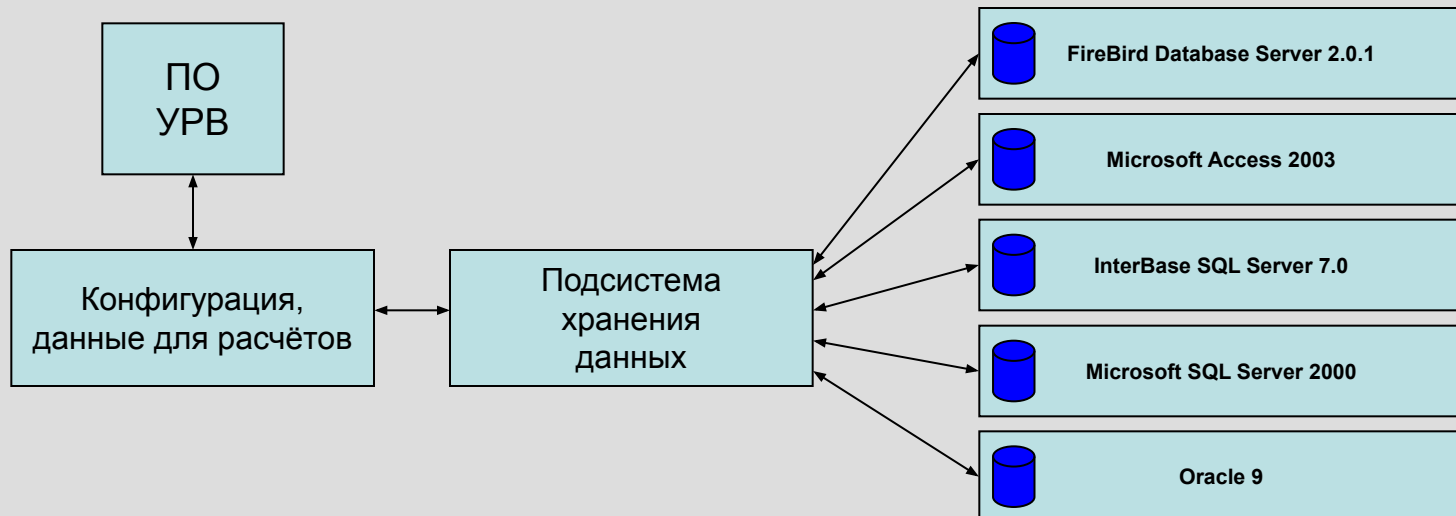 ПО
УРВ
Конфигурация,
данные для расчётов
Подсистема
хранения
данных
FireBird Database Server 2.0.1
Microsoft Access 2003
InterBase SQL Server 7.0
Microsoft SQL Server 2000
Oracle 9